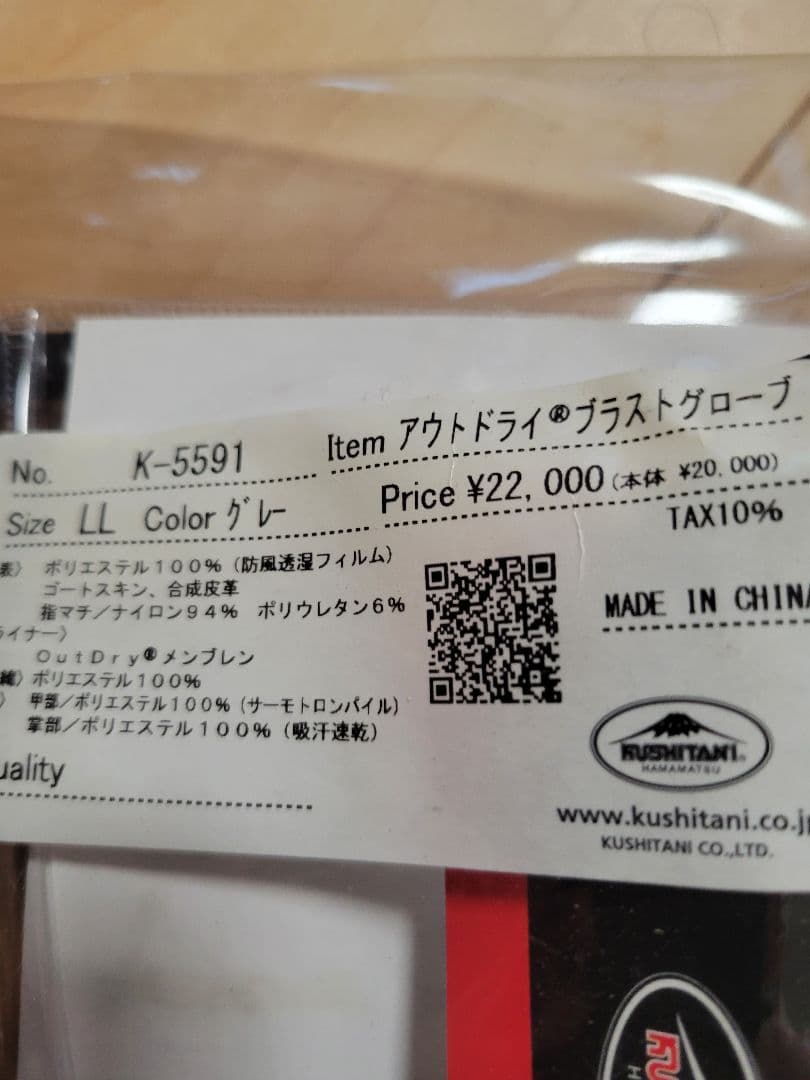 No. K-5591 Item アウトドライ®ブラストグローブ
Size LL Color グレー Price ¥22,000(本体 ¥20,000)
TAX10%
表〉 ポリエステル100%(防風透湿フィルム)
ゴートスキン、合成皮革
指マチ/ナイロン94% ポリウレタン6%
ライナー〉
OutDry®メンブレン
ポリエステル100%
〉 甲部/ポリエステル100%(サーモトロンパイル)
掌部/ポリエステル100%(吸汗速乾)
uality
MADE IN CHINA
KUSHITANI.
HAMAMATSU
www.kushitani.co.jp
KUSHITANI CO.,LTD.